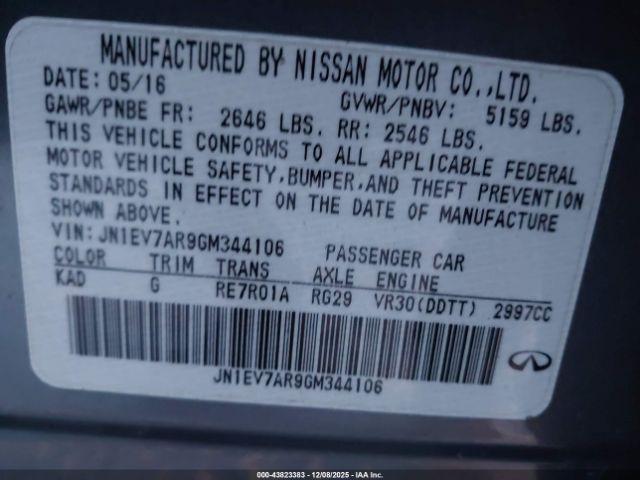 MANUFACTURED BY NISSAN MOTOR CO.,LTD.
DATE: 05/16 GVWR/PNBV: 5159 LBS.
GAWR/PNBE FR: 2646 LBS. RR: 2546 LBS.
THIS VEHICLE CONFORMS TO ALL APPLICABLE FEDERAL
MOTOR VEHICLE SAFETY, BUMPER, AND THEFT PREVENTION
STANDARDS IN EFFECT ON THE DATE OF MANUFACTURE
SHOWN ABOVE.
VIN: JN1EV7AR9GM344106 PASSENGER CAR
COLOR TRIM TRANS AXLE ENGINE
KAD G RE7R01A RG29 VR30(DDTT) 2997CC
JN1EV7AR9GM344106
000-43823383 | 12/08/2025 | IAA Inc.